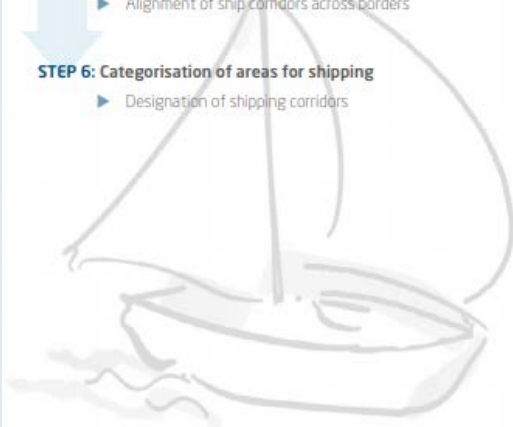 ▶ Alignment of ship corridors across borders
STEP 6: Categorisation of areas for shipping
▶ Designation of shipping corridors